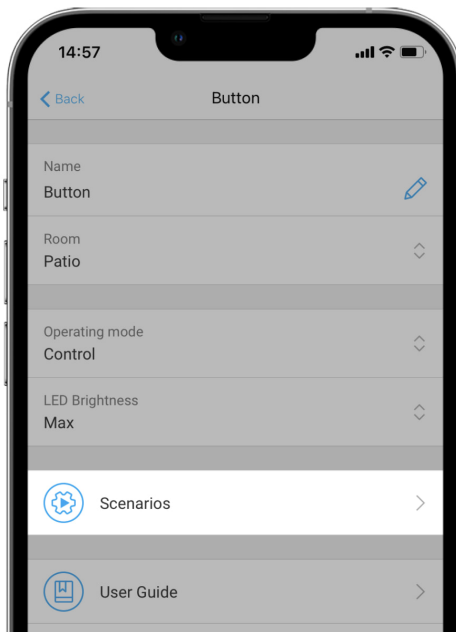 14:57
Back
Button
Name
Button
Room
Patio
Operating mode
Control
LED Brightness
Max
Scenarios
User Guide